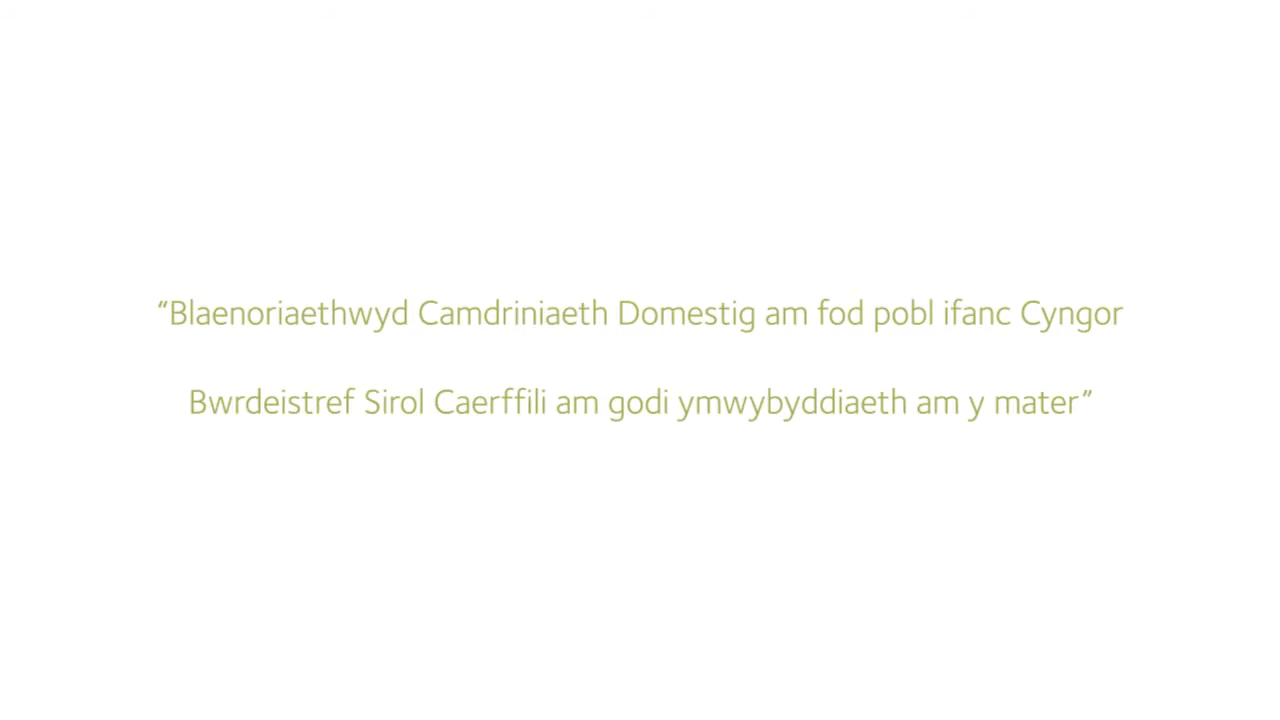 “Blaenoriaethwyd Camdriniaeth Domestig am fod pobl ifanc Cyngor
Bwrdeistref Sirol Caerffili am godi ymwybyddiaeth am y mater”